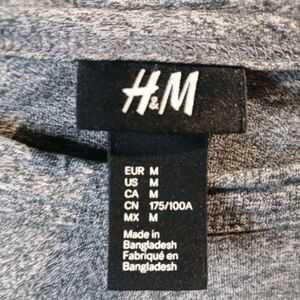 H&M
EUR M
US M
CA M
CN 175/100A
MX M
Made in
Bangladesh
Fabriqué en
Bangladesh